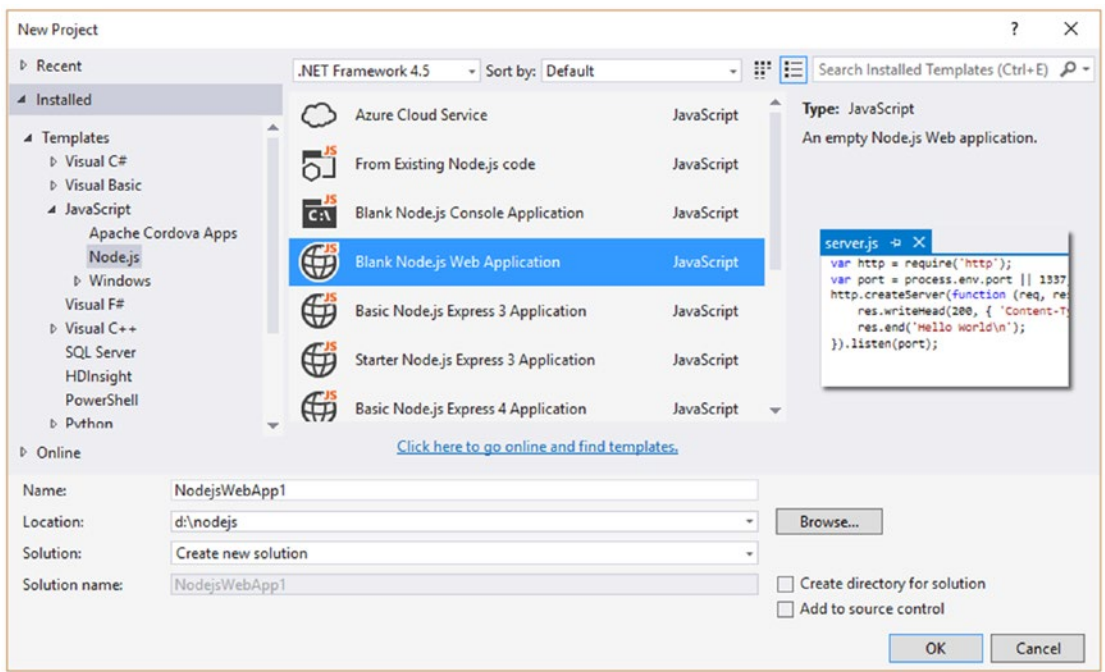 New Project
? ×
Recent
.NET Framework 4.5 Sort by: Default Search Installed Templates (Ctrl+E)
Installed
Templates
Visual C#
Visual Basic
JavaScript
Apache Cordova Apps
Node.js
Windows
Visual F#
Visual C++
SQL Server
HDInsight
PowerShell
Python
Online
Azure Cloud Service JavaScript
JS From Existing Node.js code JavaScript
JS C:\ Blank Node.js Console Application JavaScript
JS Blank Node.js Web Application JavaScript
JS Basic Node.js Express 3 Application JavaScript
JS Starter Node.js Express 3 Application JavaScript
JS Basic Node.js Express 4 Application JavaScript
Click here to go online and find templates.
Type: JavaScript
An empty Node.js Web application.
server.js
var http = require('http');
var port = process.env.port || 1337
http.createServer(function (req, re
res.writeHead(200, { 'Content-T
res.end('Hello World\n');
}).listen(port);
Name: NodejsWebApp1
Location: d:\nodejs Browse...
Solution: Create new solution
Solution name: NodejsWebApp1
Create directory for solution
Add to source control
OK Cancel